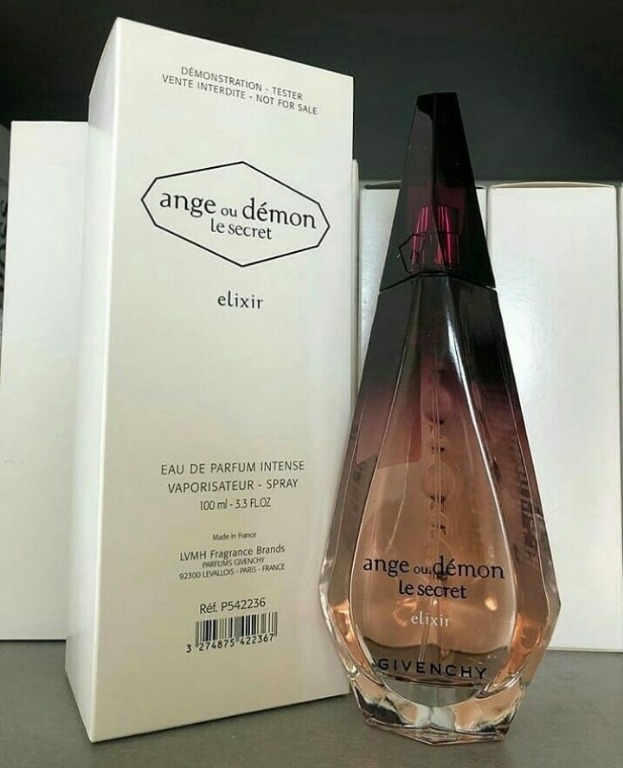 DÉMONSTRATION - TESTER
VENTE INTERDITE - NOT FOR SALE
ange ou démon
le secret
elixir
EAU DE PARFUM INTENSE
VAPORISATEUR - SPRAY
100 ml - 3.3 FL.OZ
Made in France
LVMH Fragrance Brands
PARFUMS GIVENCHY
92300 LEVALLOIS - PARIS - FRANCE
Réf. P542236
3 274875 422367
ange ou démon
le secret
elixir
GIVENCHY